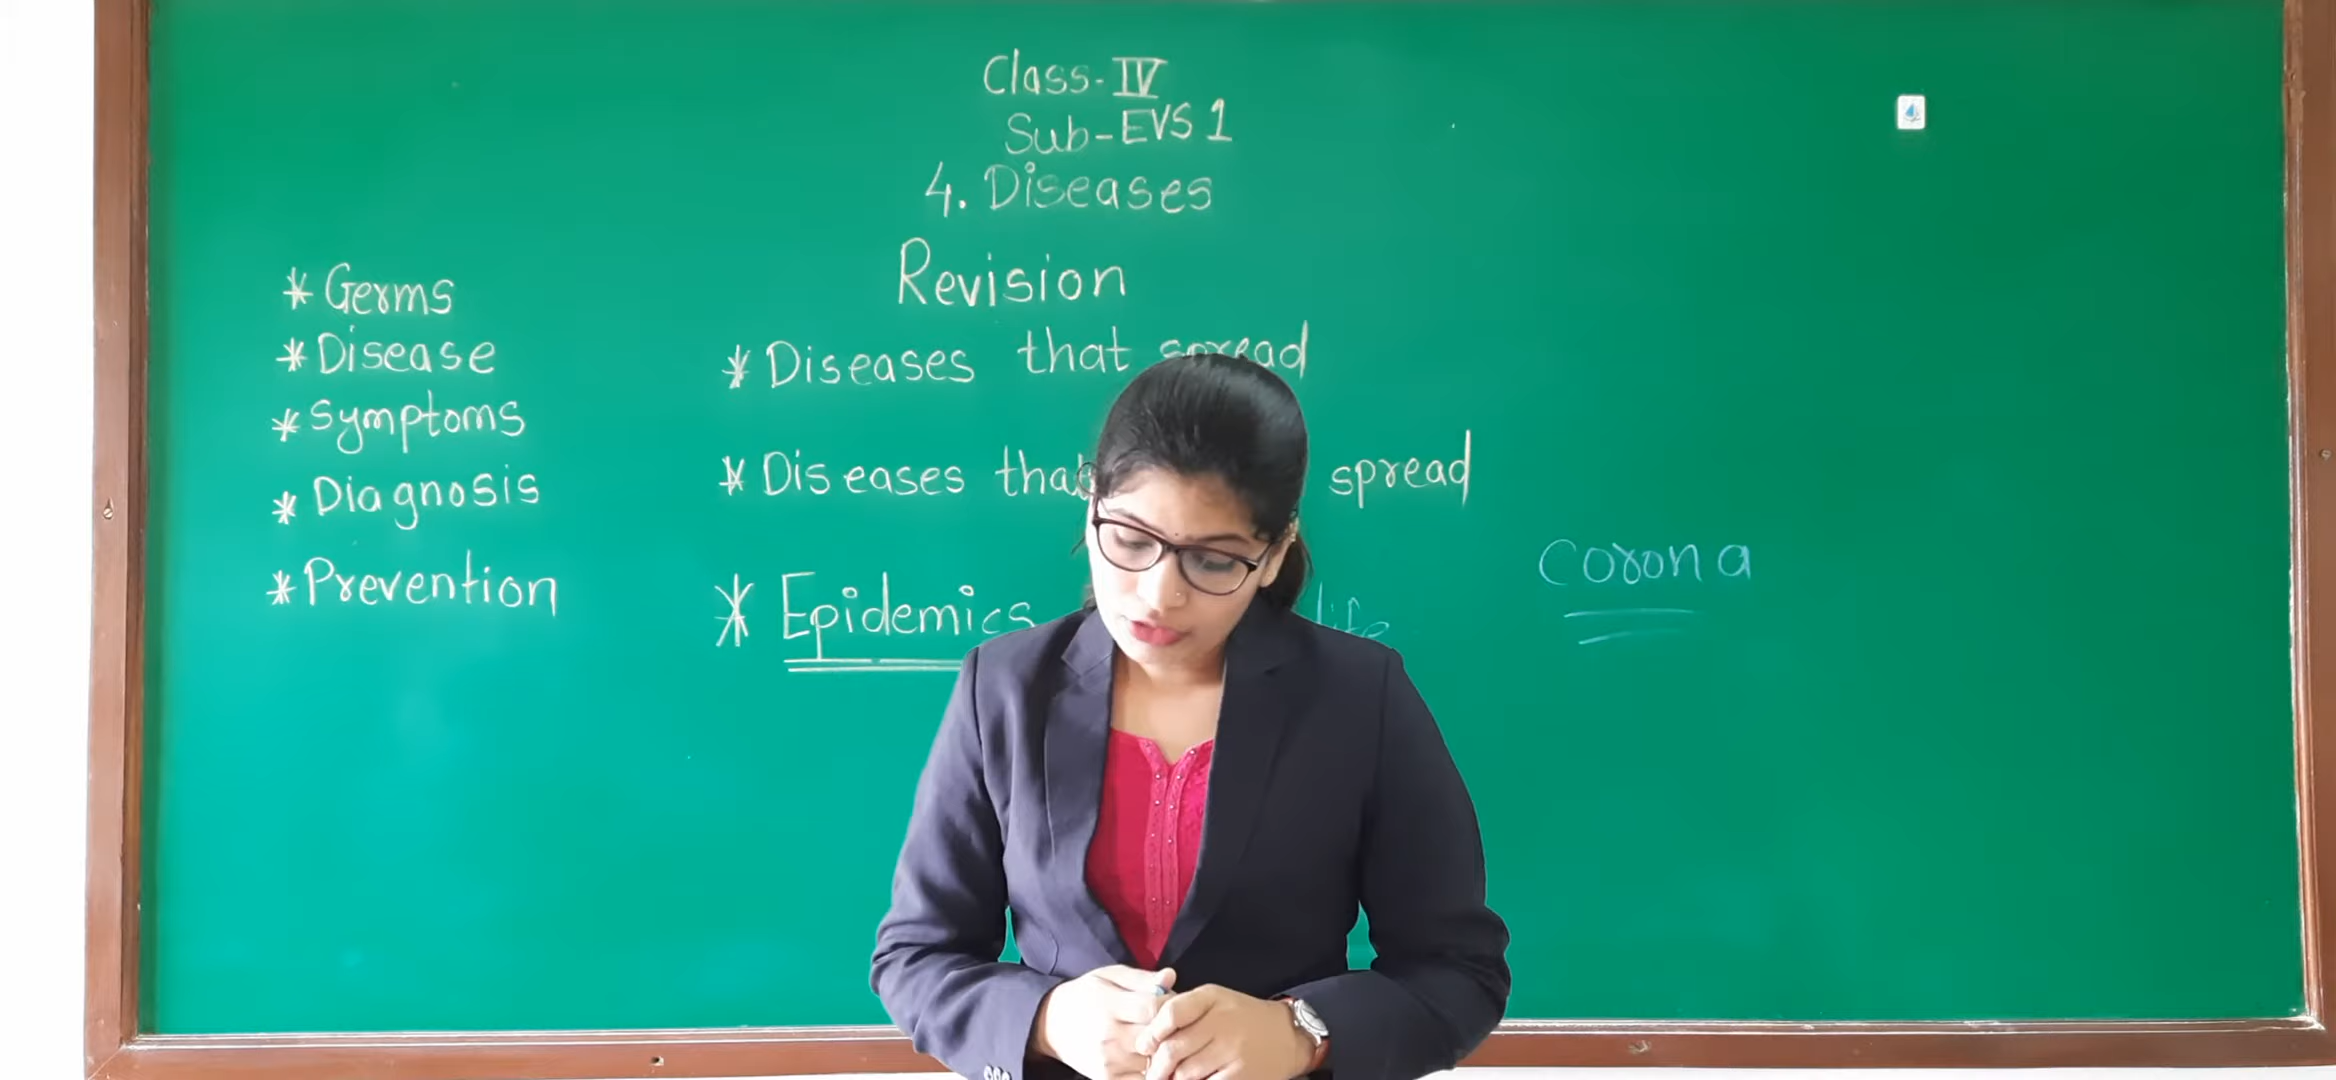 Class-IV
Sub-EVS 1
4. Diseases
Revision
* Germs
* Disease
* Symptoms
* Diagnosis
* Prevention
* Diseases that spread
* Diseases that spread
* Epidemics life
corona